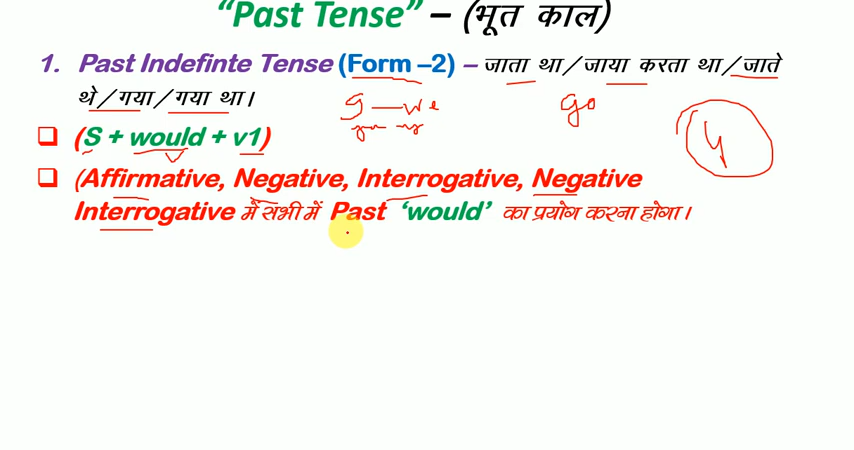 “Past Tense” – (भूत काल)
1. Past Indefinte Tense (Form –2) – जाता था/जाया करता था/जाते
थे/गया/गया था।
go
(S + would + v1)
(Affirmative, Negative, Interrogative, Negative
Interrogative में सभी में Past ‘would’ का प्रयोग करना होगा।